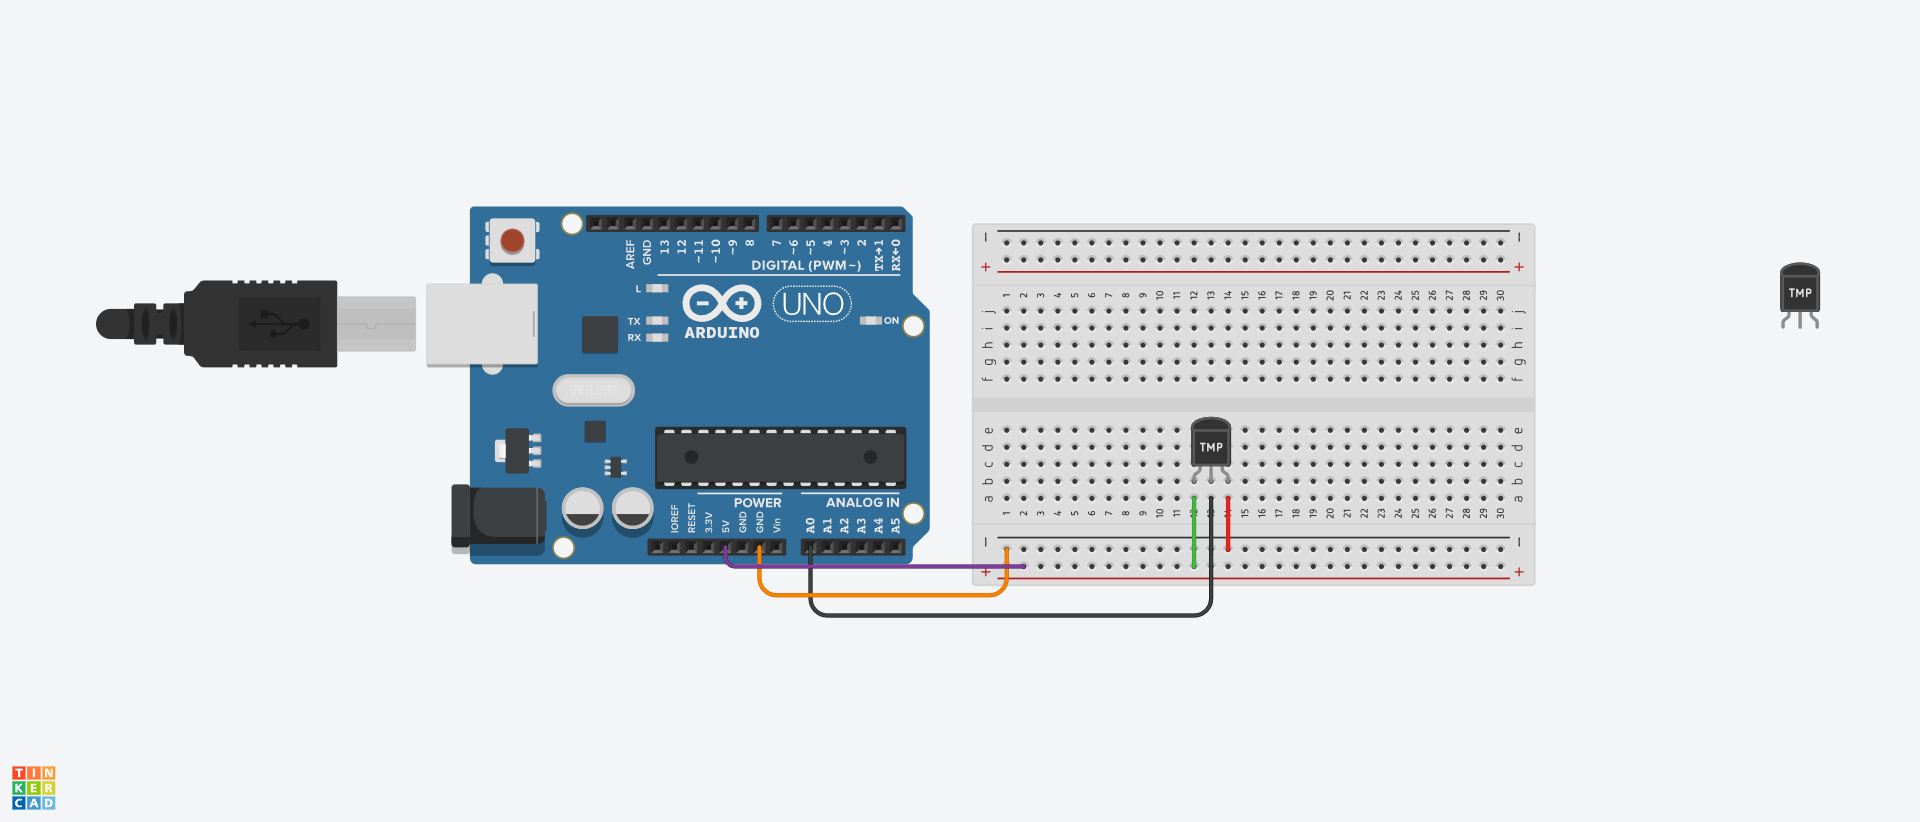 AREF
GND
13
12
~11
~10
~9
8
7
~6
~5
4
~3
2
TX→1
RX←0
DIGITAL (PWM~)
L
TX
RX
ARDUINO
UNO
ON
POWER
ANALOG IN
IOREF
RESET
3.3V
5V
GND
GND
Vin
A0
A1
A2
A3
A4
A5
1 2 3 4 5 6 7 8 9 10 11 12 13 14 15 16 17 18 19 20 21 22 23 24 25 26 27 28 29 30
j j
i i
h h
g g
f f
TMP
e e
d d
c c
b b
a a
1 2 3 4 5 6 7 8 9 10 11 15 16 17 18 19 20 21 22 23 24 25 26 27 28 29 30
TMP
TIN
KER
CAD